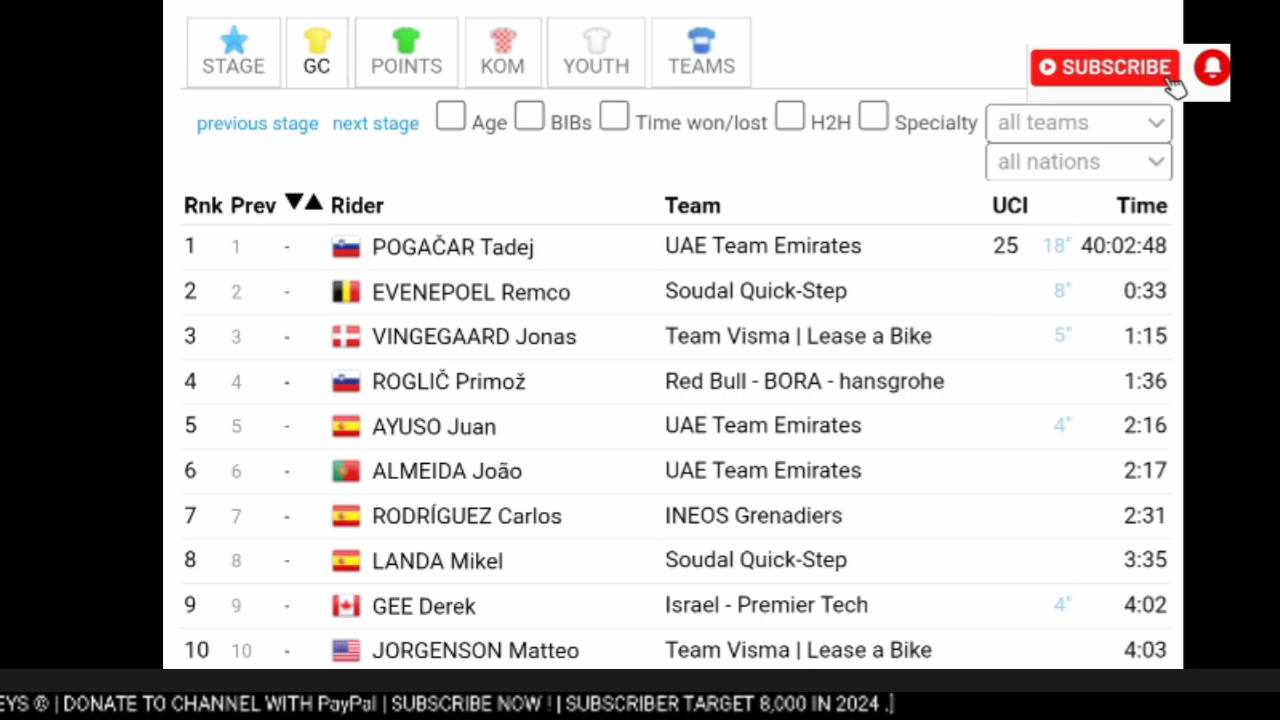 STAGE GC POINTS KOM YOUTH TEAMS
SUBSCRIBE
previous stage next stage Age BIBs Time won/lost H2H Specialty all teams
all nations
Rnk Prev ▼▲ Rider Team UCI Time
1 1 - POGAČAR Tadej UAE Team Emirates 25 18" 40:02:48
2 2 - EVENEPOEL Remco Soudal Quick-Step 8" 0:33
3 3 - VINGEGAARD Jonas Team Visma | Lease a Bike 5" 1:15
4 4 - ROGLIČ Primož Red Bull - BORA - hansgrohe 1:36
5 5 - AYUSO Juan UAE Team Emirates 4" 2:16
6 6 - ALMEIDA João UAE Team Emirates 2:17
7 7 - RODRÍGUEZ Carlos INEOS Grenadiers 2:31
8 8 - LANDA Mikel Soudal Quick-Step 3:35
9 9 - GEE Derek Israel - Premier Tech 4" 4:02
10 10 - JORGENSON Matteo Team Visma | Lease a Bike 4:03
EYS ® | DONATE TO CHANNEL WITH PayPal | SUBSCRIBE NOW ! | SUBSCRIBER TARGET 8,000 IN 2024 .]